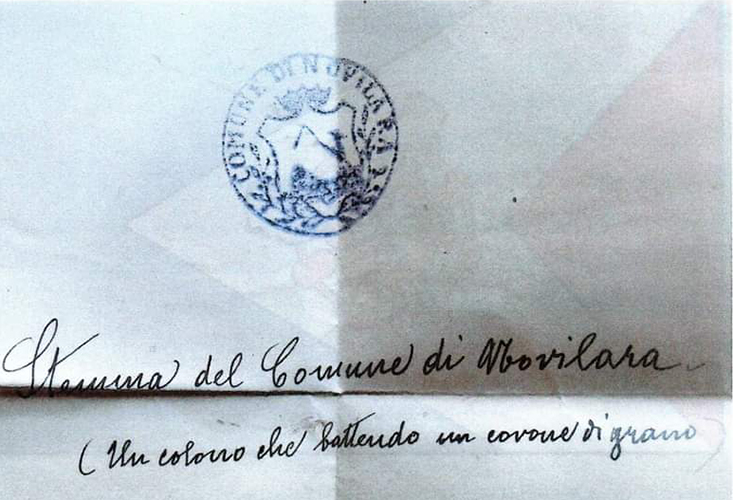 COMUNE DI NOVILARA
Stemma del Comune di Novilara
(Un colono che battendo un covone di grano)